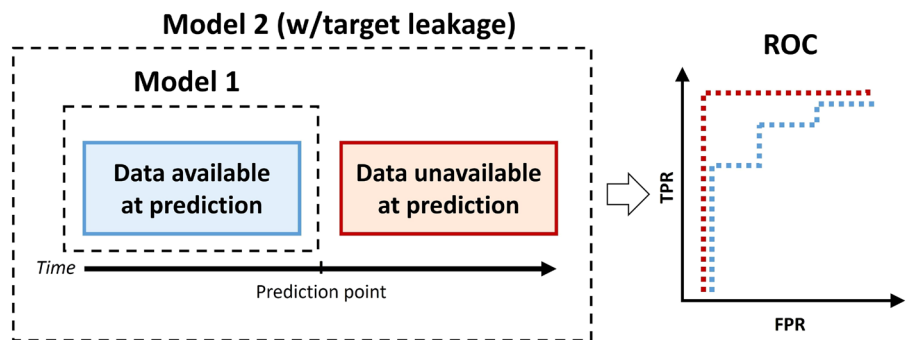 Model 2 (w/target leakage)
Model 1
Data available
at prediction
Data unavailable
at prediction
Time
Prediction point
ROC
TPR
FPR